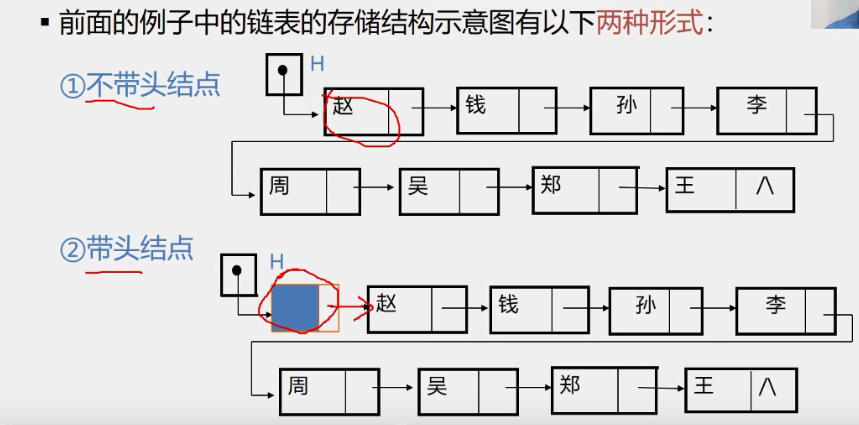 ▪ 前面的例子中的链表的存储结构示意图有以下两种形式：
①不带头结点
H
赵 钱 孙 李
周 吴 郑 王 ∧
②带头结点
H
赵 钱 孙 李
周 吴 郑 王 ∧